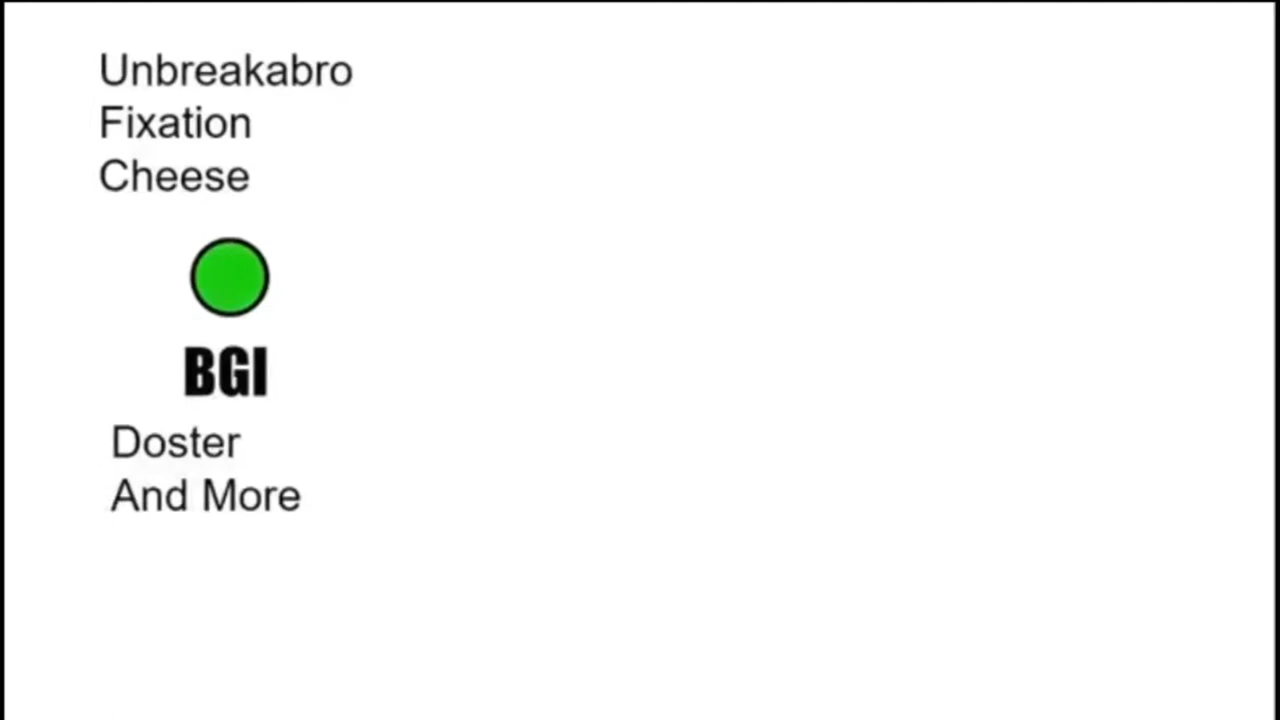 Unbreakabro
Fixation
Cheese
BGI
Doster
And More